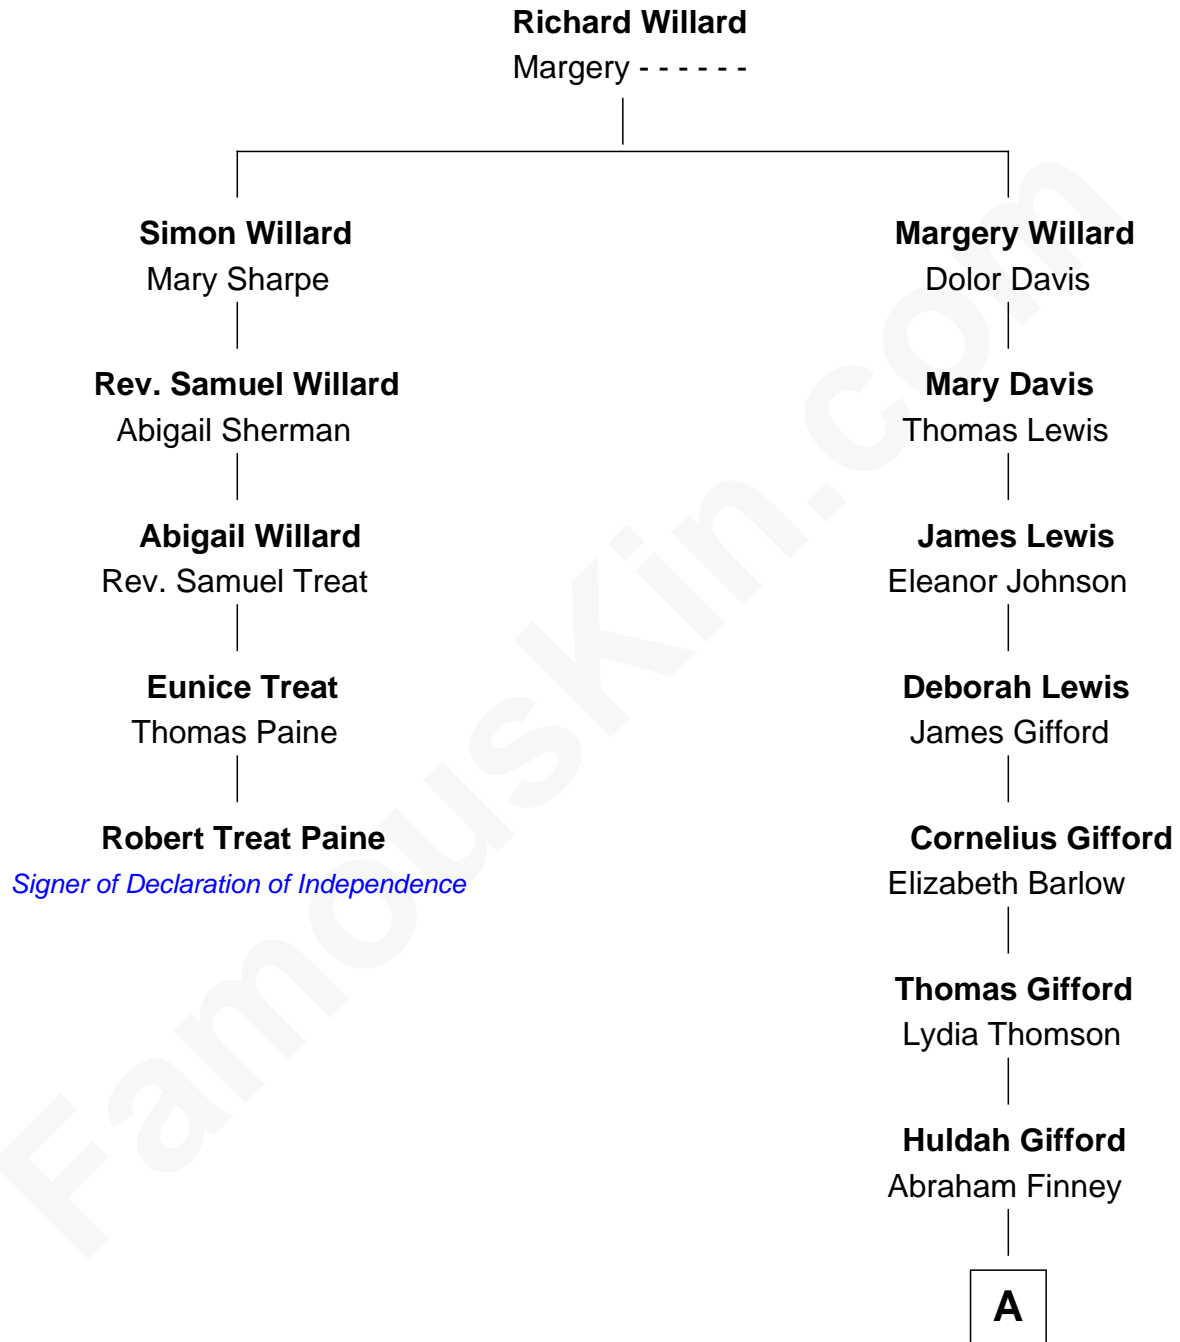 Richard Willard
Margery - - - - - -
Simon Willard
Mary Sharpe
Rev. Samuel Willard
Abigail Sherman
Abigail Willard
Rev. Samuel Treat
Eunice Treat
Thomas Paine
Robert Treat Paine
Signer of Declaration of Independence
Margery Willard
Dolor Davis
Mary Davis
Thomas Lewis
James Lewis
Eleanor Johnson
Deborah Lewis
James Gifford
Cornelius Gifford
Elizabeth Barlow
Thomas Gifford
Lydia Thomson
Huldah Gifford
Abraham Finney
A
FamousKin.com